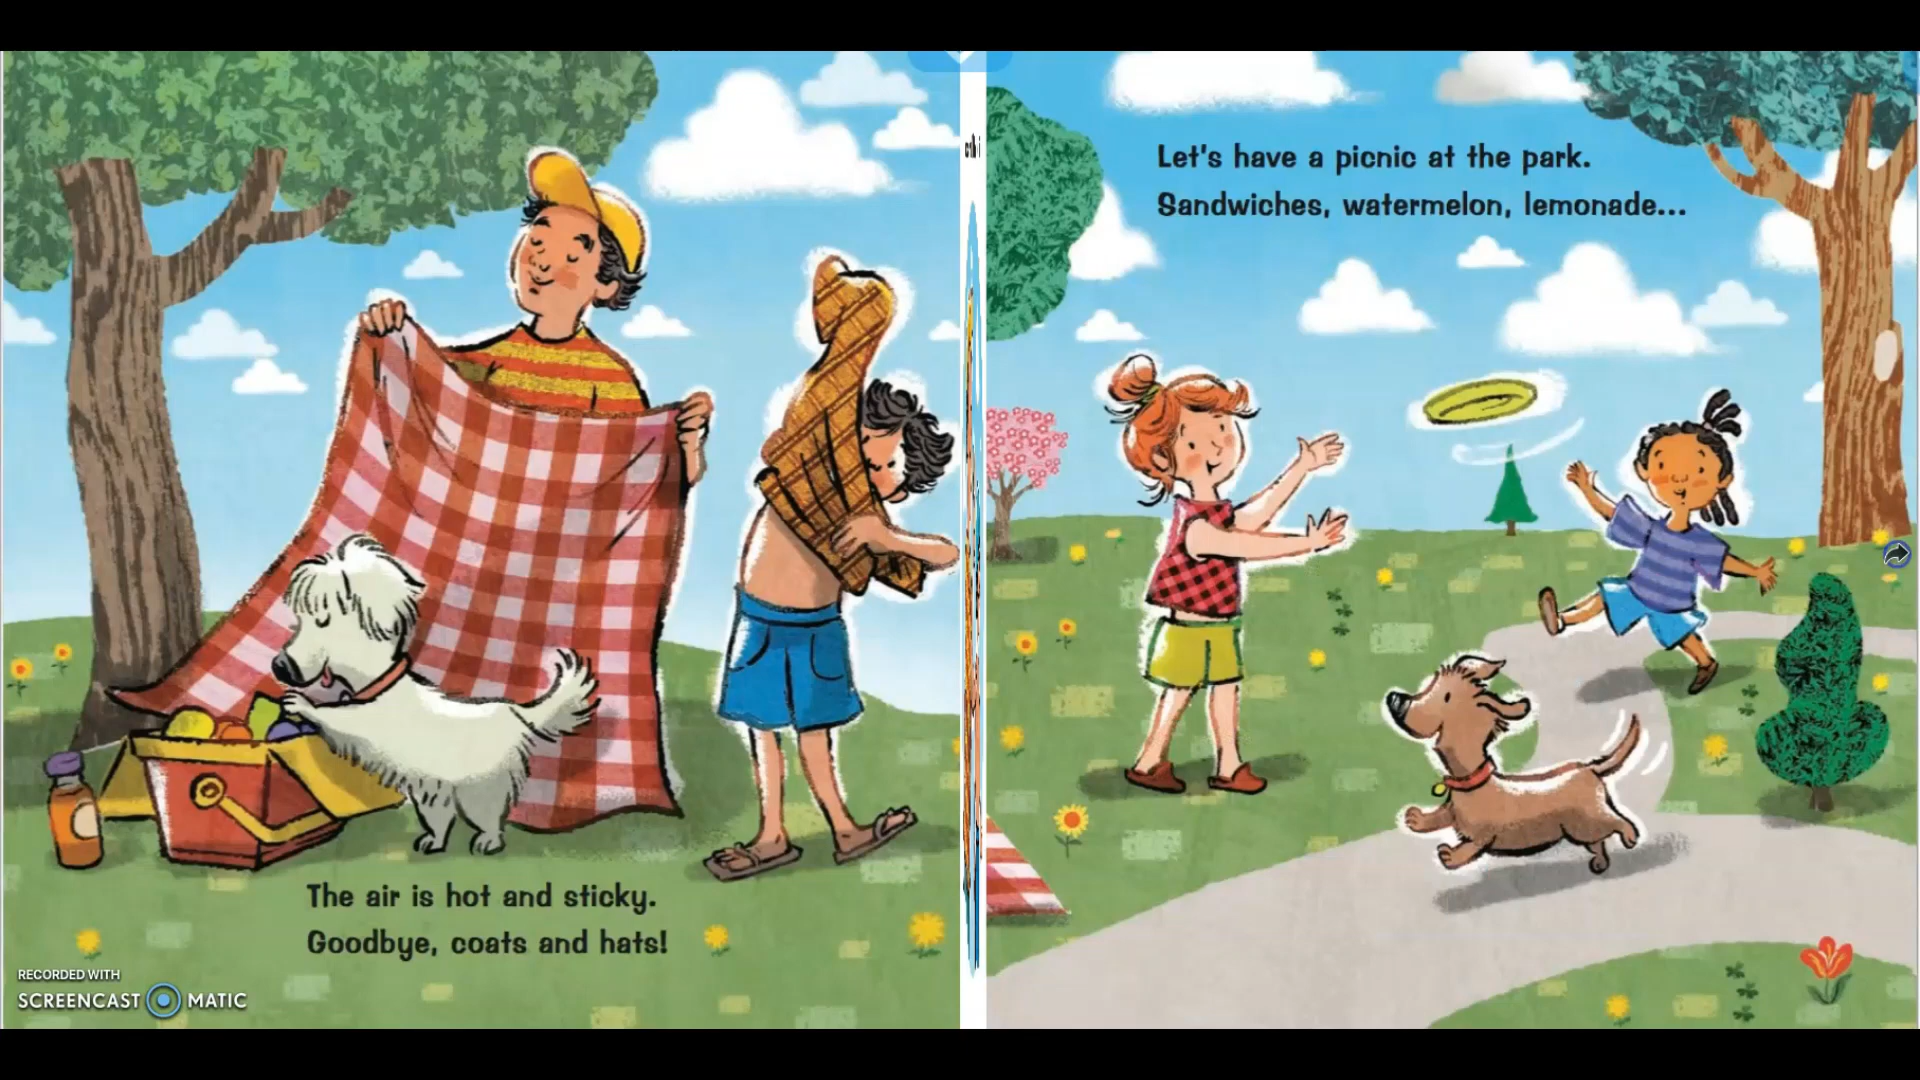 The air is hot and sticky.
Goodbye, coats and hats!
RECORDED WITH
SCREENCAST MATIC
Let's have a picnic at the park.
Sandwiches, watermelon, lemonade...